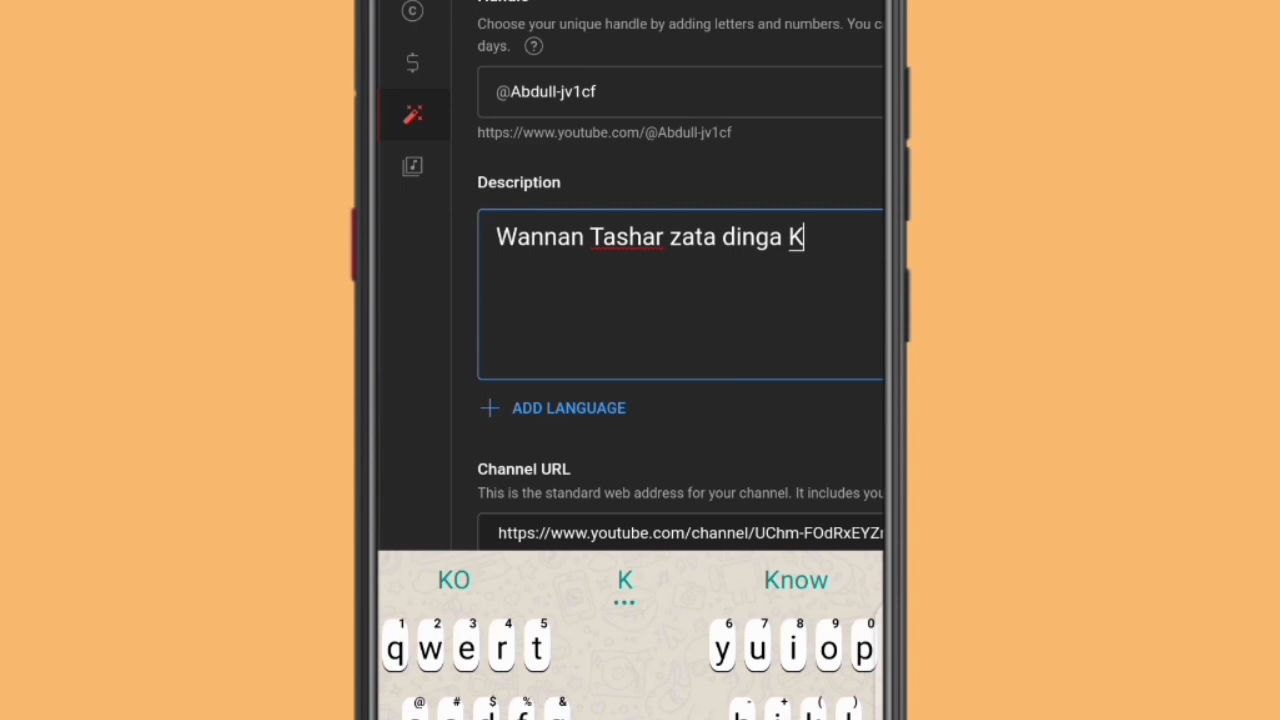 Choose your unique handle by adding letters and numbers. You c
days. ?
@Abdull-jv1cf
https://www.youtube.com/@Abdull-jv1cf
Description
Wannan Tashar zata dinga K
+ ADD LANGUAGE
Channel URL
This is the standard web address for your channel. It includes you
https://www.youtube.com/channel/UChm-FOdRxEYZ
KO K Know
1 2 3 4 5 6 7 8 9 0
q w e r t y u i o p
@ # $ % & - + ( )